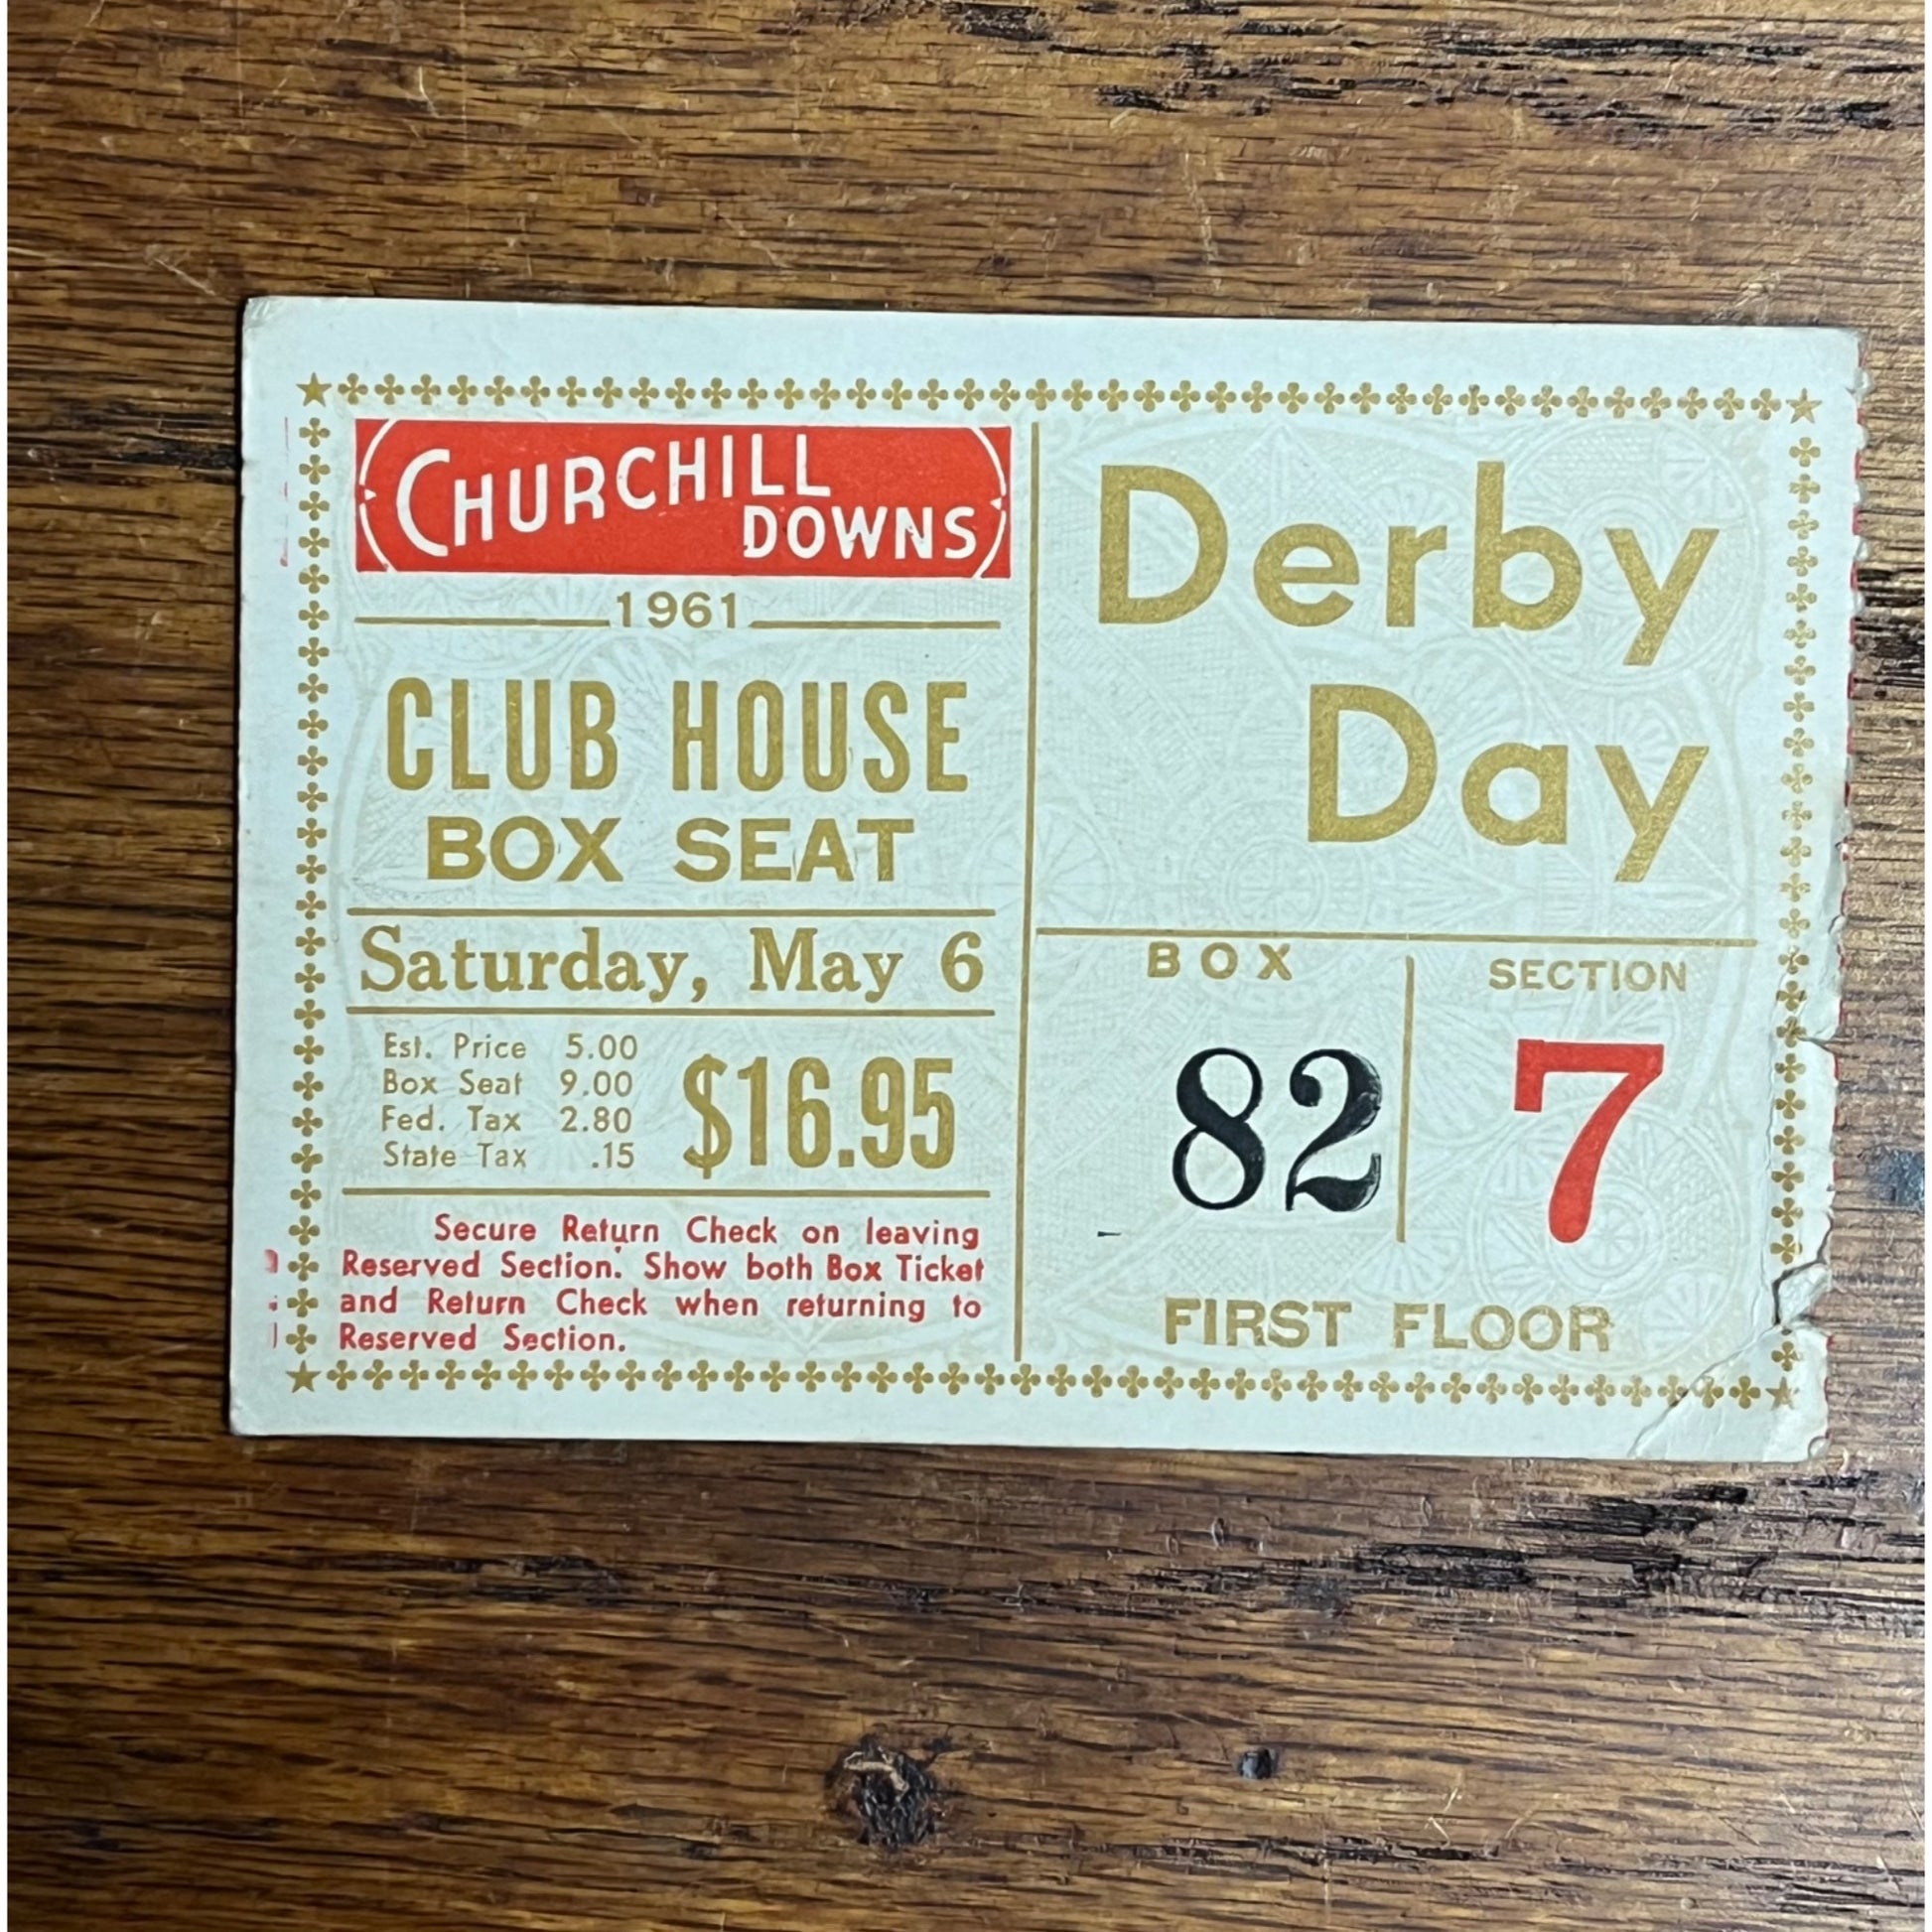 CHURCHILL
DOWNS
1961
CLUB HOUSE
BOX SEAT
Saturday, May 6
Est. Price 5.00
Box Seat 9.00
Fed. Tax 2.80
State Tax .15
$16.95
Secure Return Check on leaving
Reserved Section. Show both Box Ticket
and Return Check when returning to
Reserved Section.
Derby
Day
BOX
82
SECTION
7
FIRST FLOOR